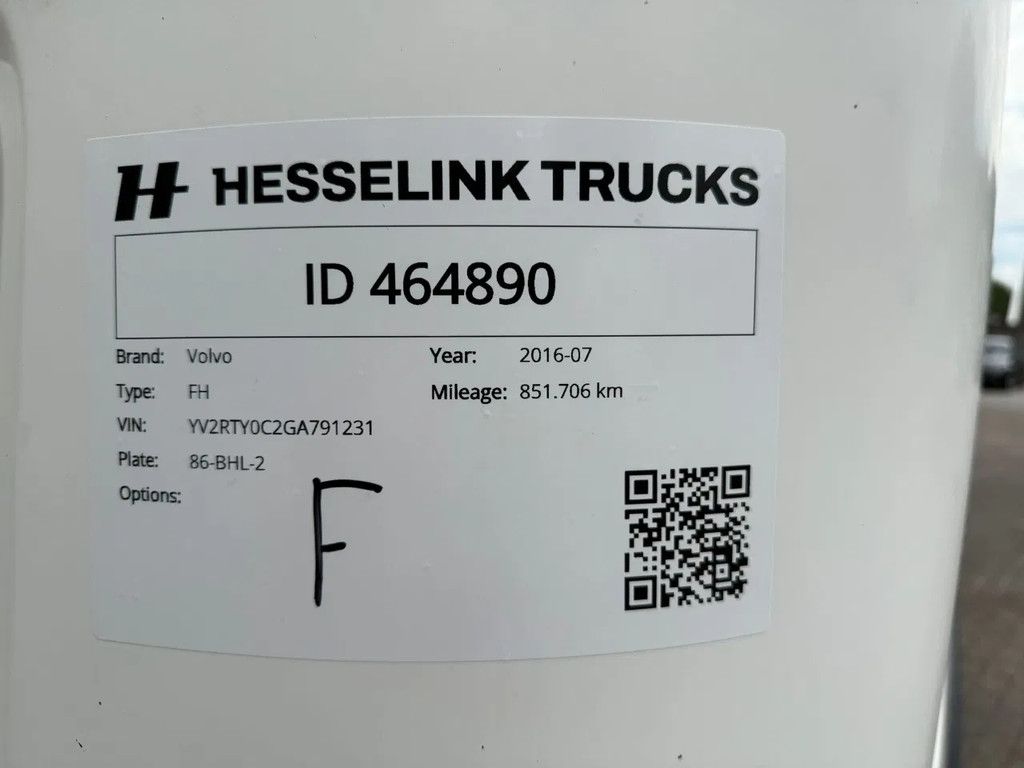 H HESSELINK TRUCKS
ID 464890
Brand: Volvo Year: 2016-07
Type: FH Mileage: 851.706 km
VIN: YV2RTY0C2GA791231
Plate: 86-BHL-2
Options:
F